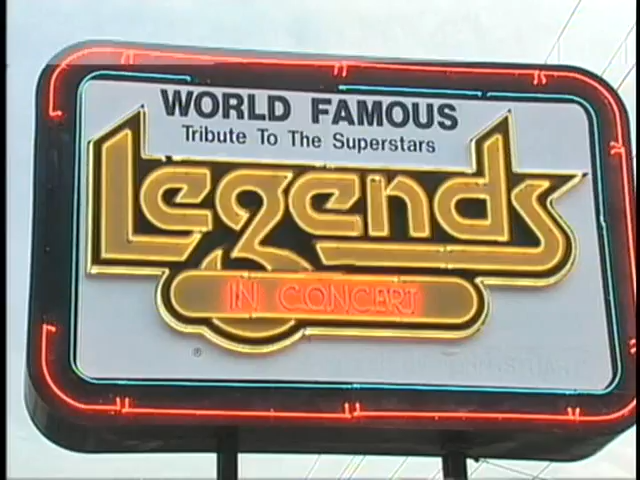 WORLD FAMOUS
Tribute To The Superstars
Legends
IN CONCERT
®